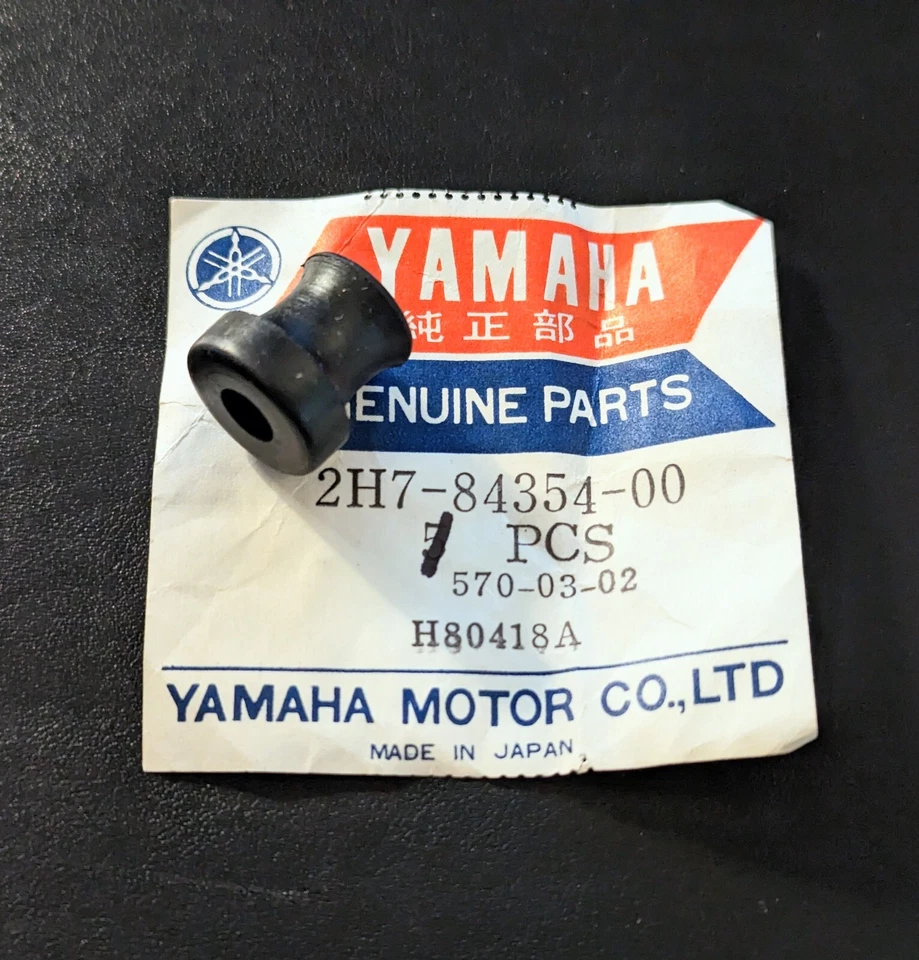 YAMAHA
純正部品
ENUINE PARTS
2H7-84354-00
PCS
570-03-02
H80418A
YAMAHA MOTOR CO.,LTD
MADE IN JAPAN